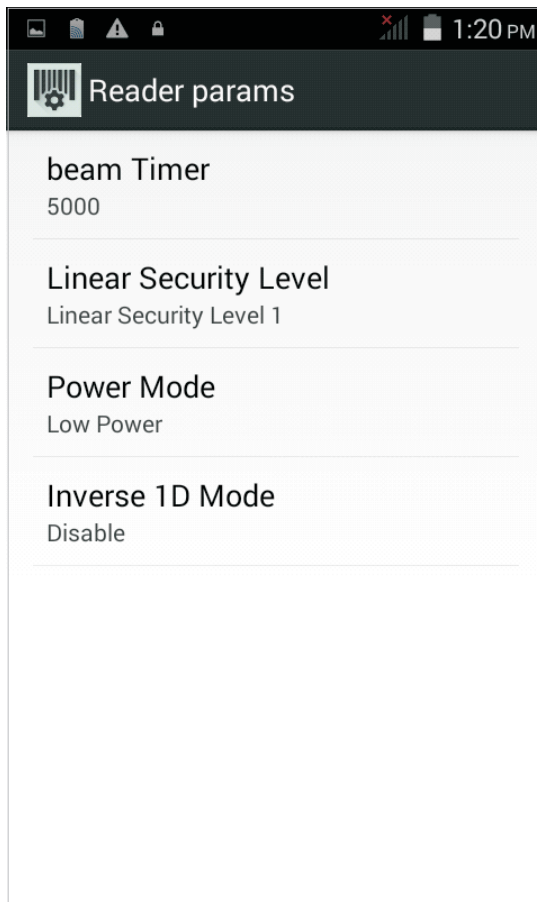 1:20 PM
Reader params
beam Timer
5000
Linear Security Level
Linear Security Level 1
Power Mode
Low Power
Inverse 1D Mode
Disable